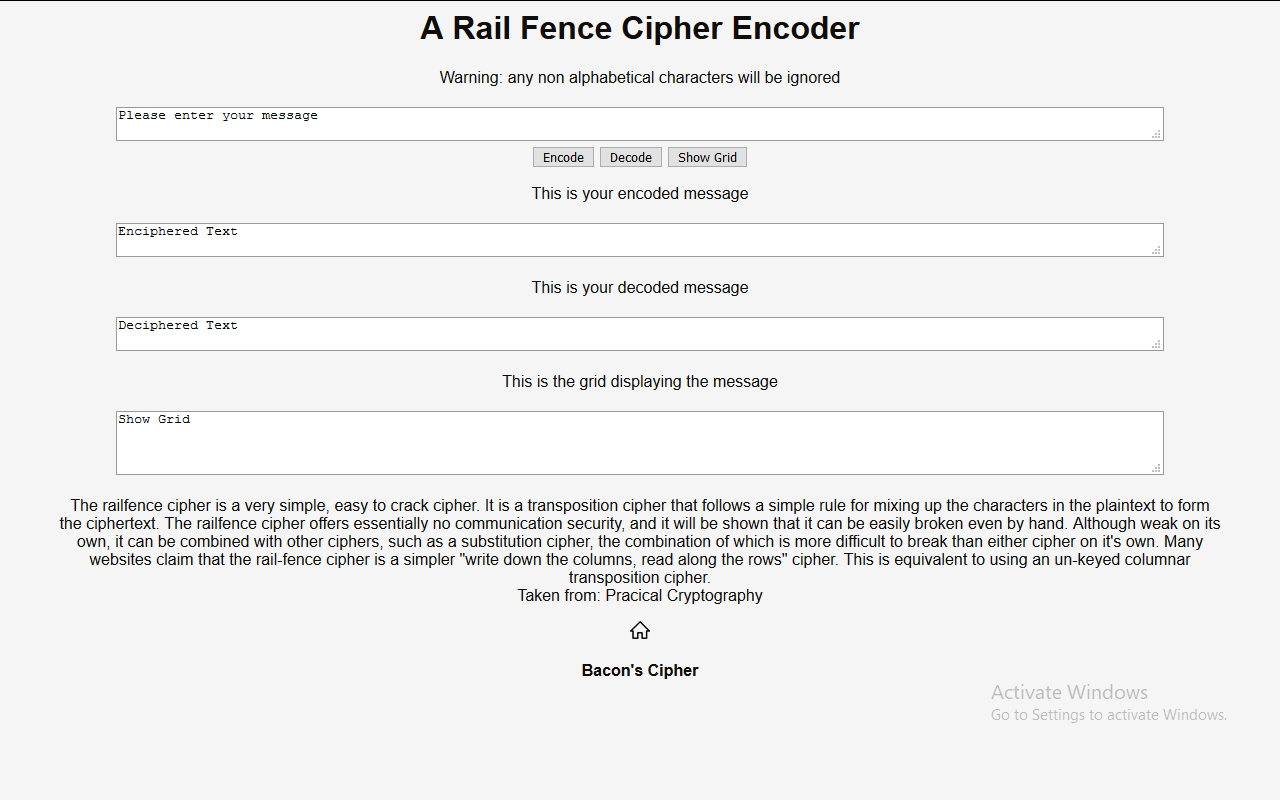 A Rail Fence Cipher Encoder
Warning: any non alphabetical characters will be ignored
Please enter your message
Encode Decode Show Grid
This is your encoded message
Enciphered Text
This is your decoded message
Deciphered Text
This is the grid displaying the message
Show Grid
The railfence cipher is a very simple, easy to crack cipher. It is a transposition cipher that follows a simple rule for mixing up the characters in the plaintext to form
the ciphertext. The railfence cipher offers essentially no communication security, and it will be shown that it can be easily broken even by hand. Although weak on its
own, it can be combined with other ciphers, such as a substitution cipher, the combination of which is more difficult to break than either cipher on it's own. Many
websites claim that the rail-fence cipher is a simpler "write down the columns, read along the rows" cipher. This is equivalent to using an un-keyed columnar
transposition cipher.
Taken from: Pracical Cryptography
Bacon's Cipher
Activate Windows
Go to Settings to activate Windows.